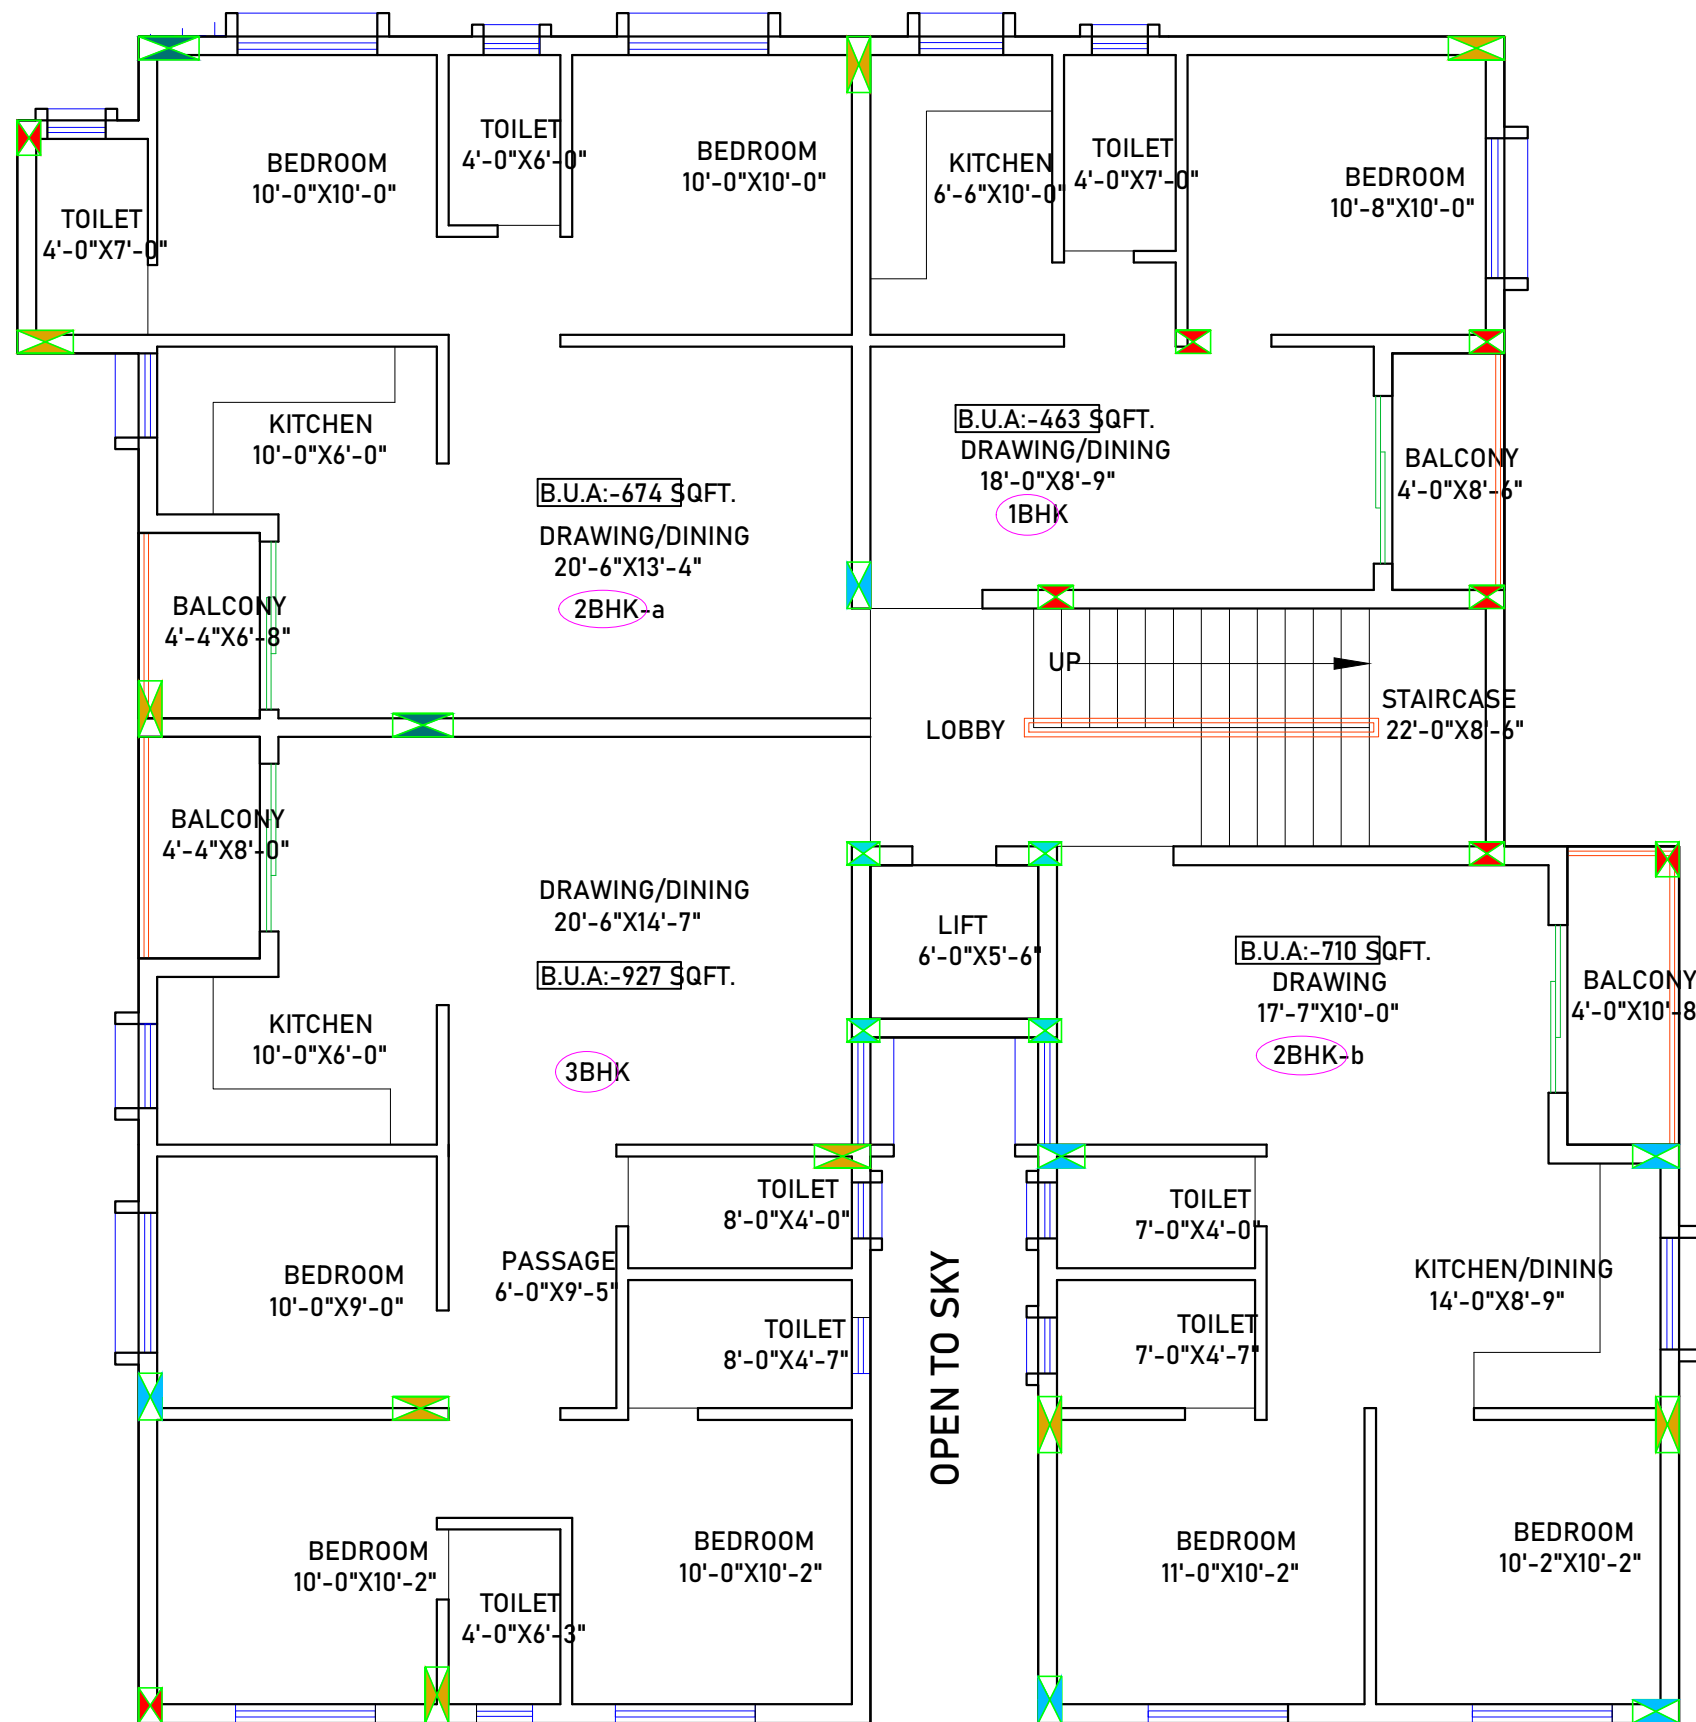 TOILET
4'-0"X6'-0"
BEDROOM
10'-0"X10'-0"
BEDROOM
10'-0"X10'-0"
KITCHEN
6'-6"X10'-0"
TOILET
4'-0"X7'-0"
BEDROOM
10'-8"X10'-0"
TOILET
4'-0"X7'-0"
KITCHEN
10'-0"X6'-0"
B.U.A:-463 SQFT.
DRAWING/DINING
18'-0"X8'-9"
1BHK
BALCONY
4'-0"X8'-6"
B.U.A:-674 SQFT.
DRAWING/DINING
20'-6"X13'-4"
2BHK-a
BALCONY
4'-4"X6'-8"
UP
STAIRCASE
22'-0"X8'-6"
LOBBY
BALCONY
4'-4"X8'-0"
DRAWING/DINING
20'-6"X14'-7"
B.U.A:-927 SQFT.
3BHK
LIFT
6'-0"X5'-6"
B.U.A:-710 SQFT.
DRAWING
17'-7"X10'-0"
2BHK-b
BALCONY
4'-0"X10'-8
KITCHEN
10'-0"X6'-0"
TOILET
8'-0"X4'-0"
TOILET
7'-0"X4'-0"
PASSAGE
6'-0"X9'-5"
BEDROOM
10'-0"X9'-0"
KITCHEN/DINING
14'-0"X8'-9"
TOILET
8'-0"X4'-7"
TOILET
7'-0"X4'-7"
OPEN TO SKY
BEDROOM
10'-0"X10'-2"
TOILET
4'-0"X6'-3"
BEDROOM
10'-0"X10'-2"
BEDROOM
11'-0"X10'-2"
BEDROOM
10'-2"X10'-2"